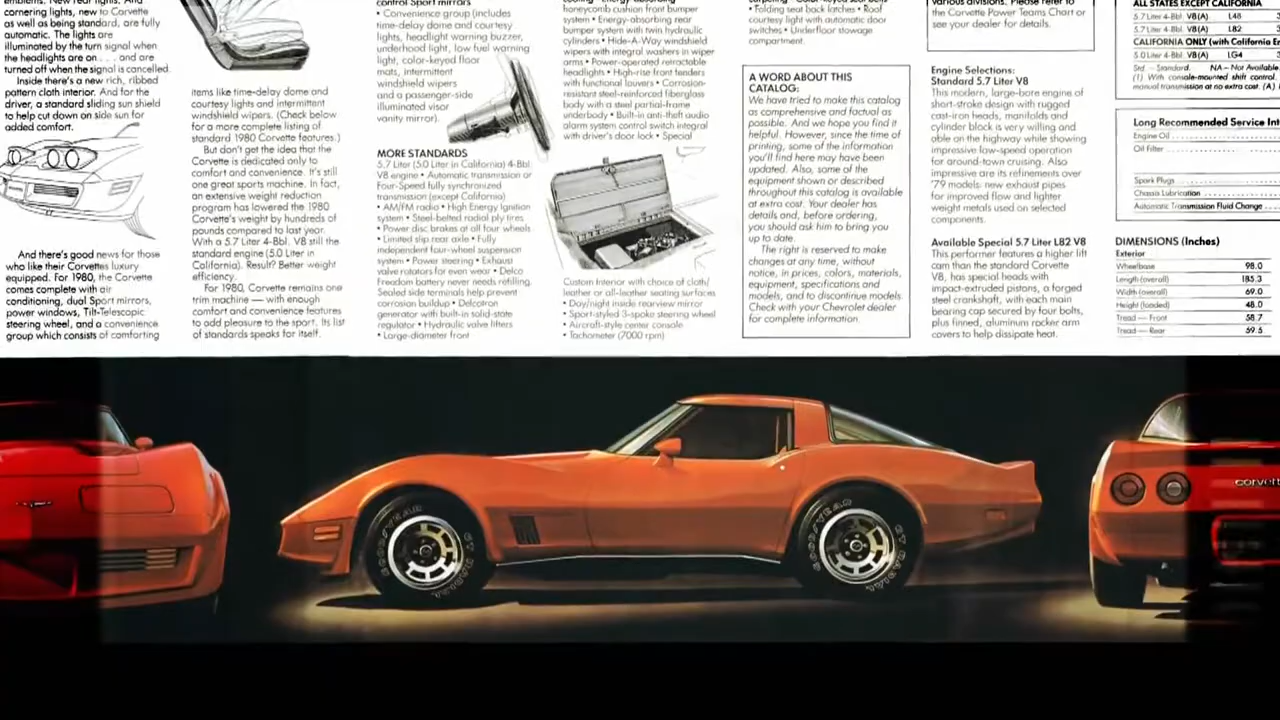 cornering lights, new to Corvette
as well as being standard, are fully
automatic. The lights are
illuminated by the turn signal when
the headlights are on . . . and are
turned off when the signal is cancelled.
Inside there's a new rich, ribbed
pattern cloth interior. And for the
driver, a standard sliding sun shield
to help cut down on side sun for
added comfort.
And there's good news for those
who like their Corvettes luxury
equipped. For 1980, the Corvette
comes complete with air
conditioning, dual Sport mirrors,
power windows, Tilt-Telescopic
steering wheel, and a convenience
group which consists of comforting
items like time-delay dome and
courtesy lights and intermittent
windshield wipers. (Check below
for a more complete listing of
standard 1980 Corvette features.)
But don't get the idea that the
Corvette is dedicated only to
comfort and convenience. It's still
one great sports machine. In fact,
an extensive weight reduction
program has lowered the 1980
Corvette's weight by hundreds of
pounds compared to last year.
With a 5.7 Liter 4-Bbl. V8 still the
standard engine (5.0 Liter in
California). Result? Better weight
efficiency.
For 1980, Corvette remains one
trim machine — with enough
comfort and convenience features
to add pleasure to the sport. Its list
of standards speaks for itself.
control Sport mirrors
• Convenience group (includes
time-delay dome and courtesy
lights, headlight warning buzzer,
underhood light, low fuel warning
light, color-keyed floor
mats, intermittent
windshield wipers
and a passenger-side
illuminated visor
vanity mirror).
MORE STANDARDS
5.7 Liter (5.0 Liter in California) 4-Bbl.
V8 engine • Automatic transmission or
Four-Speed fully synchronized
transmission (except California)
• AM/FM radio • High Energy Ignition
system • Steel-belted radial ply tires
• Power disc brakes at all four wheels
• Limited slip rear axle • Fully
independent four-wheel suspension
system • Power steering • Exhaust
valve rotators for even wear • Delco
Freedom battery never needs refilling.
Sealed side terminals help prevent
corrosion buildup • Delcotron
generator with built-in solid-state
regulator • Hydraulic valve lifters
• Large-diameter front
honeycomb cushion front bumper
system • Energy-absorbing rear
bumper system with twin hydraulic
cylinders • Hide-A-Way windshield
wipers with integral washers in wiper
arms • Power-operated retractable
headlights • High-rise front fenders
with functional louvers • Corrosion-
resistant steel-reinforced fiberglass
body with a steel partial-frame
underbody • Built-in anti-theft audio
alarm system control switch integral
with driver's door lock • Special
Custom Interior with choice of cloth/
leather or all-leather seating surfaces
• Day/night inside rearview mirror
• Sport-styled 3-spoke steering wheel
• Aircraft-style center console
• Tachometer (7000 rpm)
• Folding seat back latches • Roof
courtesy light with automatic door
switches • Underfloor stowage
compartment.
A WORD ABOUT THIS
CATALOG:
We have tried to make this catalog
as comprehensive and factual as
possible. And we hope you find it
helpful. However, since the time of
printing, some of the information
you'll find here may have been
updated. Also, some of the
equipment shown or described
throughout this catalog is available
at extra cost. Your dealer has
details and, before ordering,
you should ask him to bring you
up to date.
The right is reserved to make
changes at any time, without
notice, in prices, colors, materials,
equipment, specifications and
models, and to discontinue models.
Check with your Chevrolet dealer
for complete information.
various divisions. Please refer to
the Corvette Power Teams Chart or
see your dealer for details.
Engine Selections:
Standard 5.7 Liter V8
This modern, large-bore engine of
short-stroke design with rugged
cast-iron heads, manifolds and
cylinder block is very willing and
able on the highway while showing
impressive low-speed operation
for around-town cruising. Also
impressive are its refinements over
'79 models: new exhaust pipes
for improved flow and lighter
weight metals used on selected
components.
Available Special 5.7 Liter L82 V8
This performer features a higher lift
cam than the standard Corvette
V8, has special heads with
impact-extruded pistons, a forged
steel crankshaft, with each main
bearing cap secured by four bolts,
plus finned, aluminum rocker arm
covers to help dissipate heat.
ALL STATES EXCEPT CALIFORNIA
5.7 Liter 4-Bbl. V8(A) L48
5.7 Liter 4-Bbl. V8(A) L82
CALIFORNIA ONLY (with California
5.0 Liter 4-Bbl. V8(A) LG4
Std. – Standard. NA – Not Available.
(1) With console-mounted shift control.
manual transmission at no extra cost. (A)
Long Recommended Service
Engine Oil
Oil Filter
Spark Plugs
Chassis Lubrication
Automatic Transmission Fluid Change
DIMENSIONS (Inches)
Exterior
Wheelbase 98.0
Length (overall) 185.3
Width (overall) 69.0
Height (loaded) 48.0
Tread — Front 58.7
Tread — Rear 59.5
GOODYEAR GT RADIAL
GOODYEAR GT RADIAL